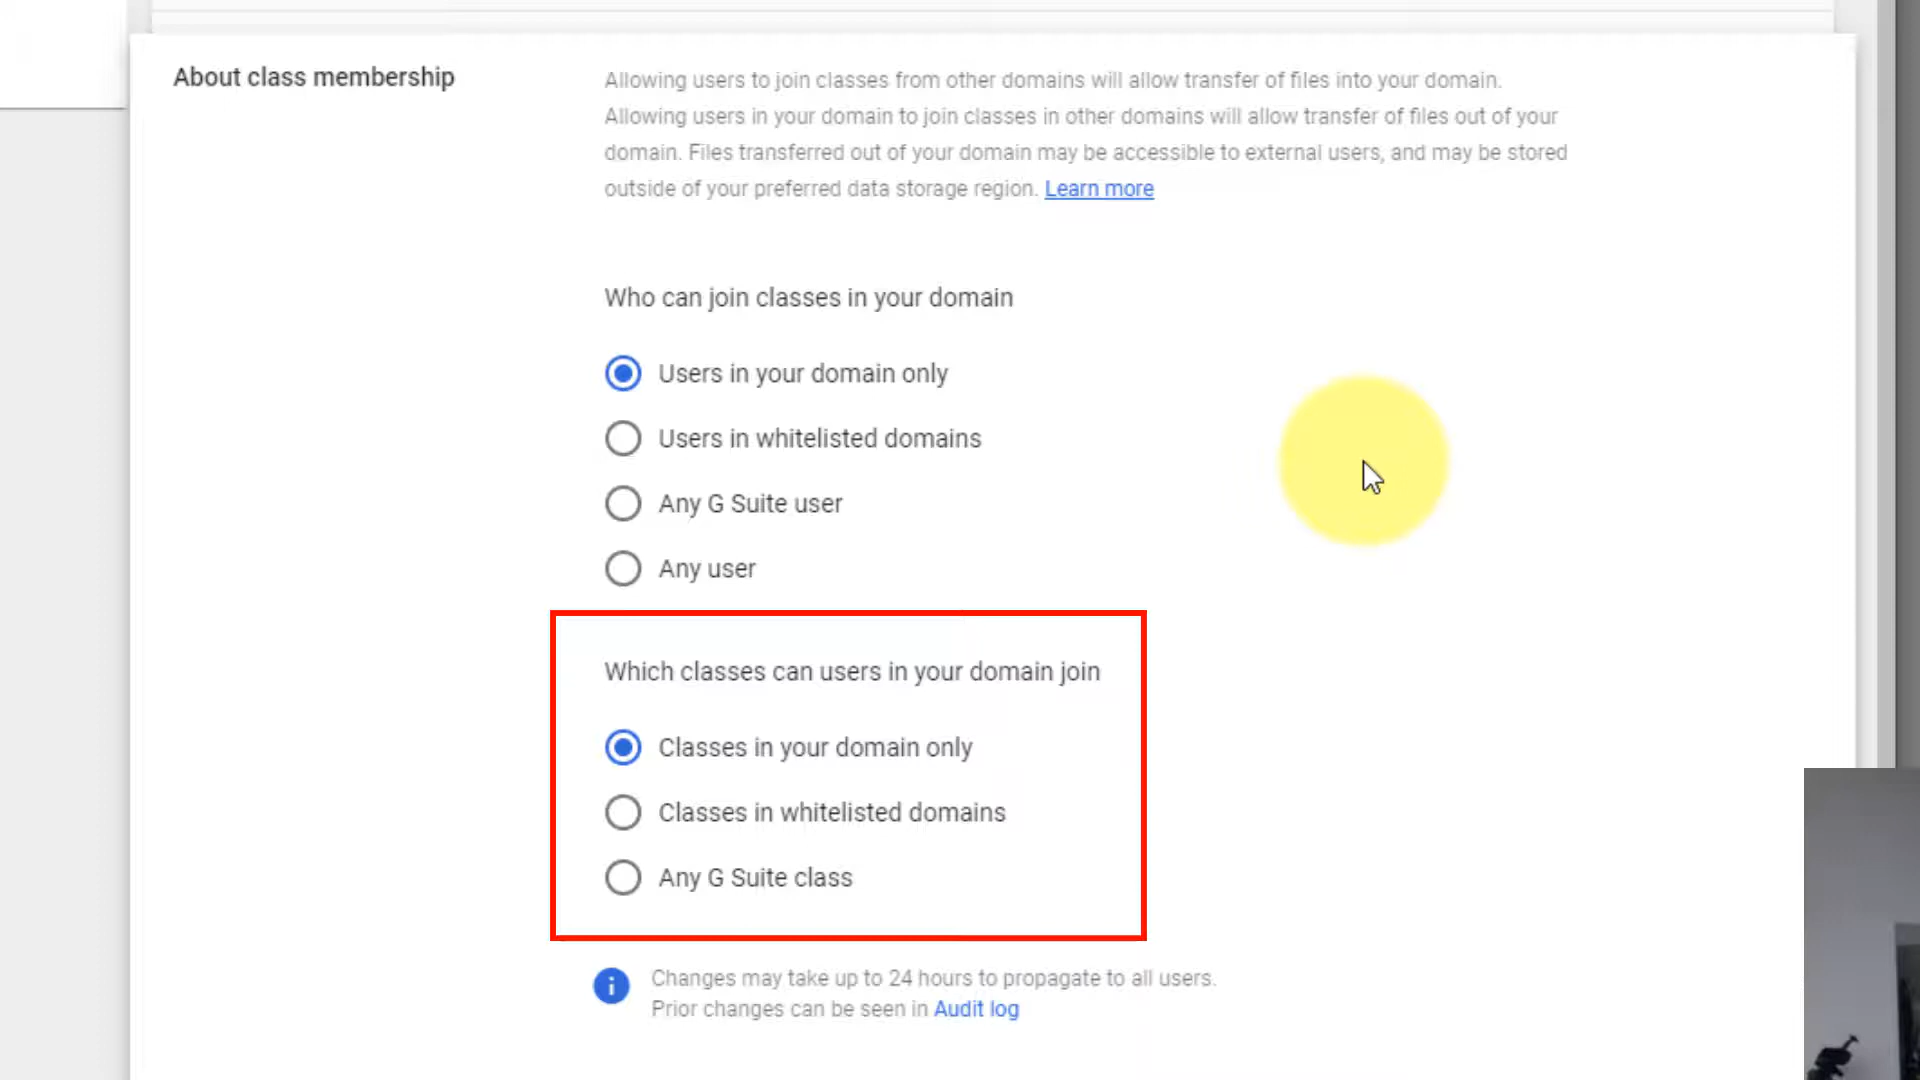 About class membership
Allowing users to join classes from other domains will allow transfer of files into your domain.
Allowing users in your domain to join classes in other domains will allow transfer of files out of your
domain. Files transferred out of your domain may be accessible to external users, and may be stored
outside of your preferred data storage region. Learn more
Who can join classes in your domain
Users in your domain only
Users in whitelisted domains
Any G Suite user
Any user
Which classes can users in your domain join
Classes in your domain only
Classes in whitelisted domains
Any G Suite class
Changes may take up to 24 hours to propagate to all users.
Prior changes can be seen in Audit log